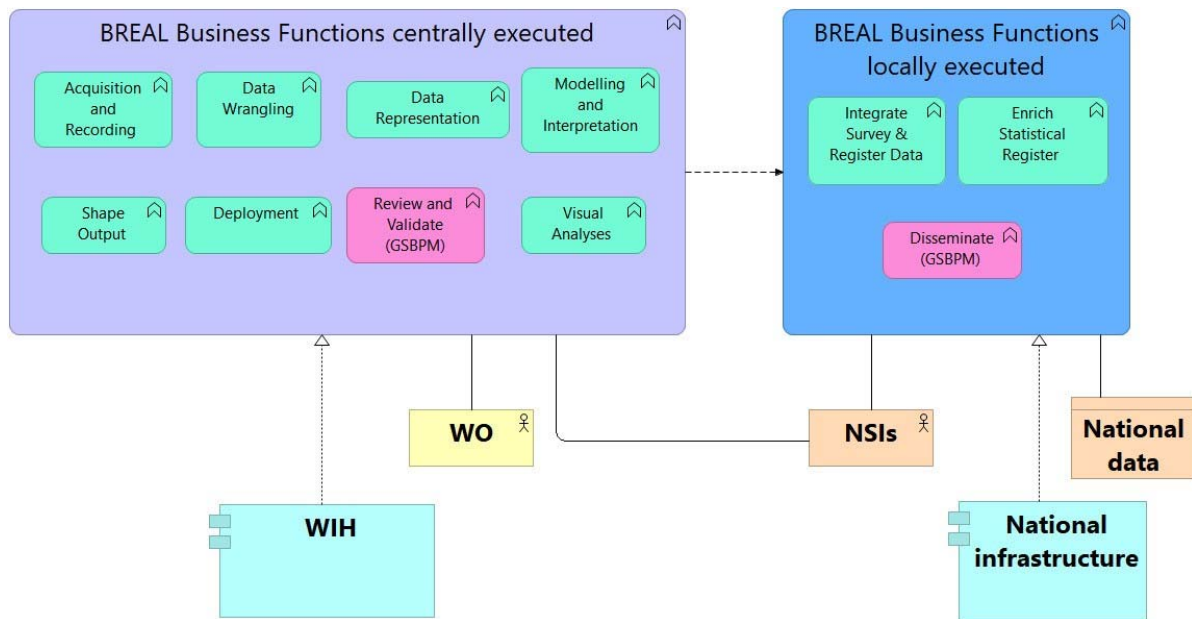 BREAL Business Functions centrally executed
Acquisition
and
Recording
Data
Wrangling
Data
Representation
Modelling
and
Interpretation
Shape
Output
Deployment
Review and
Validate
(GSBPM)
Visual
Analyses
BREAL Business Functions
locally executed
Integrate
Survey &
Register Data
Enrich
Statistical
Register
Disseminate
(GSBPM)
WO
NSIs
National
data
WIH
National
infrastructure